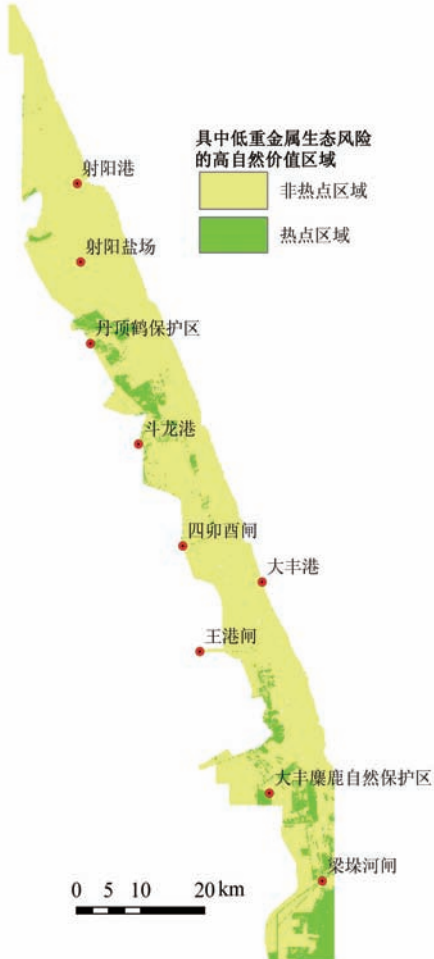 具中低重金属生态风险
的高自然价值区域
非热点区域
热点区域
射阳港
射阳盐场
丹顶鹤保护区
斗龙港
四卯酉闸
大丰港
王港闸
大丰麋鹿自然保护区
梁垛河闸
0 5 10 20 km